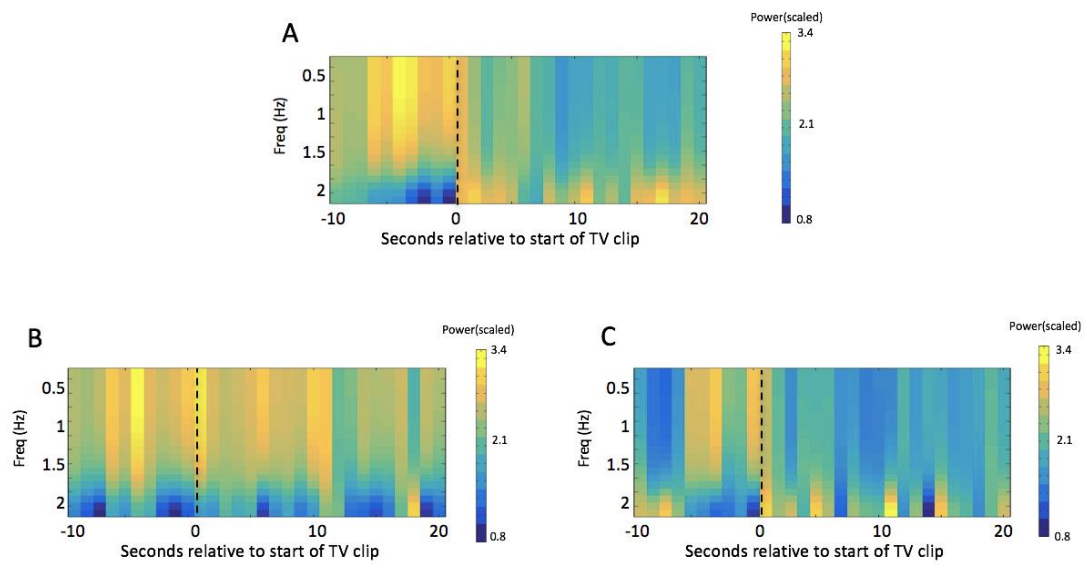 A
Power(scaled)
3.4
2.1
0.8
Freq (Hz)
0.5
1
1.5
2
-10 0 10 20
Seconds relative to start of TV clip
B
Power(scaled)
3.4
2.1
0.8
Freq (Hz)
0.5
1
1.5
2
-10 0 10 20
Seconds relative to start of TV clip
C
Power(scaled)
3.4
2.1
0.8
Freq (Hz)
0.5
1
1.5
2
-10 0 10 20
Seconds relative to start of TV clip